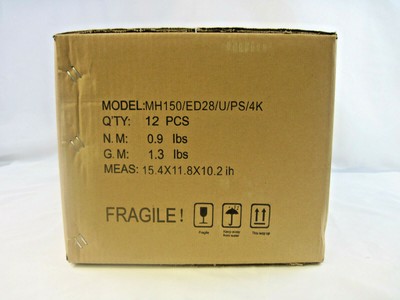 MODEL:MH150/ED28/U/PS/4K
Q'TY: 12 PCS
N.M: 0.9 lbs
G.M: 1.3 lbs
MEAS: 15.4X11.8X10.2 ih
FRAGILE!
Fragile